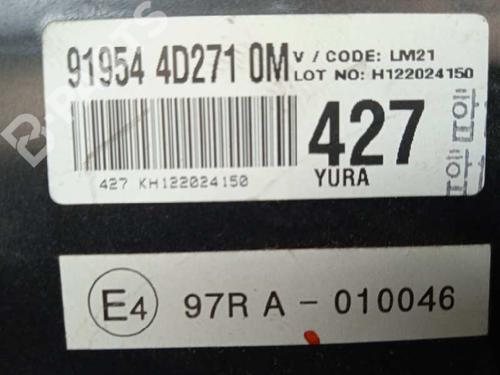 91954 4D271 0M V / CODE: LM21
LOT NO: H122024150
427
YURA
427 KH122024150
E4 97R A - 010046